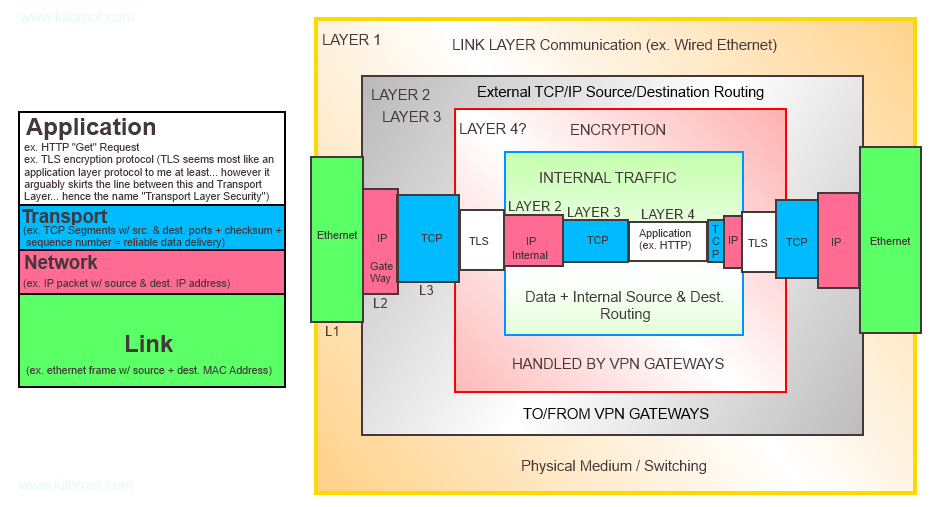 www.kiloroot.com
Application
ex. HTTP "Get" Request
ex. TLS encryption protocol (TLS seems most like an
application layer protocol to me at least... however it
arguably skirts the line between this and Transport
Layer... hence the name "Transport Layer Security")
Transport
(ex. TCP Segments w/ src. & dest. ports + checksum +
sequence number = reliable data delivery)
Network
(ex. IP packet w/ source & dest. IP address)
Link
(ex. ethernet frame w/ source + dest. MAC Address)
www.kiloroot.com
LAYER 1
LINK LAYER Communication (ex. Wired Ethernet)
LAYER 2
External TCP/IP Source/Destination Routing
LAYER 3
LAYER 4?
ENCRYPTION
INTERNAL TRAFFIC
LAYER 2
LAYER 3
LAYER 4
Ethernet
IP
Gate
Way
TCP
TLS
IP
Internal
TCP
Application
(ex. HTTP)
T
C
P
IP
TLS
TCP
IP
Ethernet
L1
L2
L3
Data + Internal Source & Dest.
Routing
HANDLED BY VPN GATEWAYS
TO/FROM VPN GATEWAYS
Physical Medium / Switching